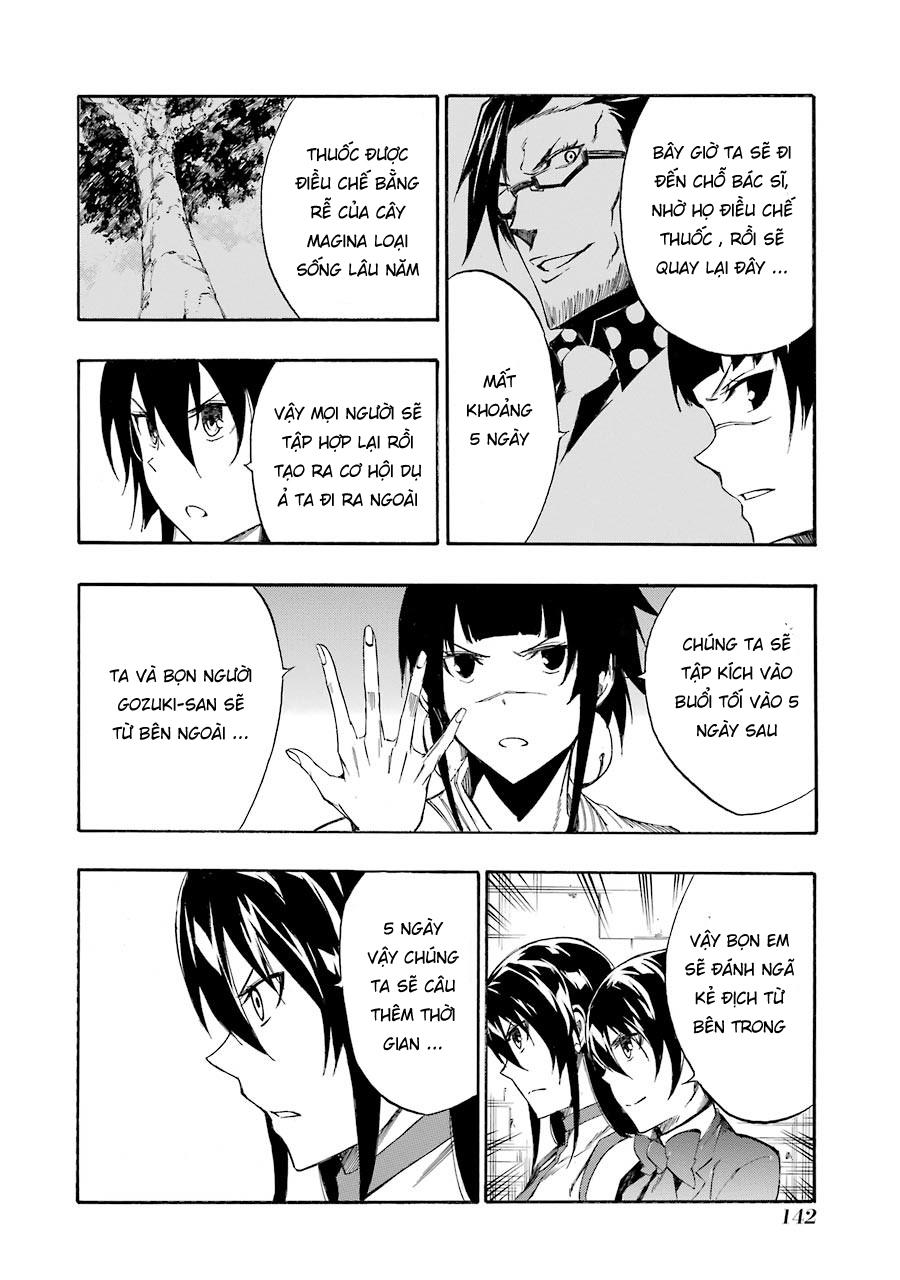 BÂY GIỜ TA SẼ ĐI
ĐẾN CHỖ BÁC SĨ,
NHỜ HỌ ĐIỀU CHẾ
THUỐC , RỒI SẼ
QUAY LẠI ĐÂY ...
MẤT
KHOẢNG
5 NGÀY
THUỐC ĐƯỢC
ĐIỀU CHẾ BẰNG
RỄ CỦA CÂY
MAGINA LOẠI
SỐNG LÂU NĂM
VẬY MỌI NGƯỜI SẼ
TẬP HỢP LẠI RỒI
TẠO RA CƠ HỘI DỤ
Ả TA ĐI RA NGOÀI
CHÚNG TA SẼ
TẬP KÍCH VÀO
BUỔI TỐI VÀO 5
NGÀY SAU
TA VÀ BỌN NGƯỜI
GOZUKI-SAN SẼ
TỪ BÊN NGOÀI ...
VẬY BỌN EM
SẼ ĐÁNH NGÃ
KẺ ĐỊCH TỪ
BÊN TRONG
5 NGÀY
VẬY CHÚNG
TA SẼ CÂU
THÊM THỜI
GIAN ...
142